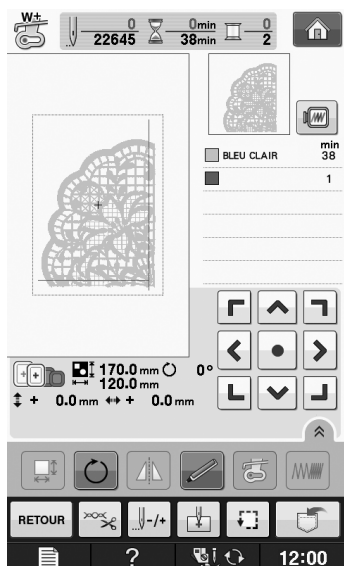 W±
0 0min 0
22645 38min 2
min
BLEU CLAIR 38
1
170.0 mm 0°
120.0 mm
+ 0.0 mm + 0.0 mm
RETOUR -/+
? 12:00